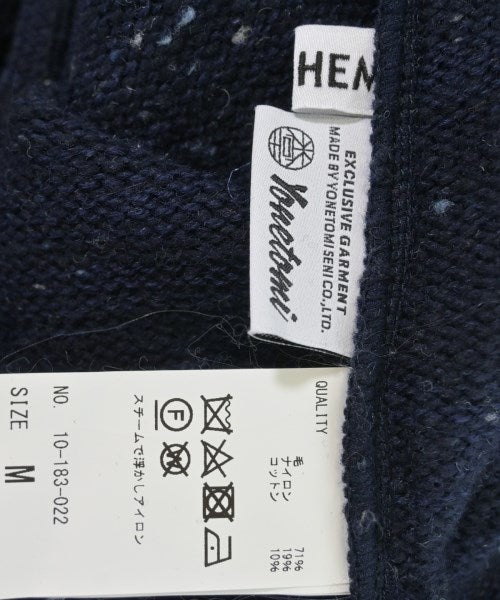 HEM
EXCLUSIVE GARMENT
MADE BY YONETOMISENI CO.,LTD.
Yonetomi
QUALITY
毛 71%
ナイロン 19%
コットン 10%
F
W
スチームで浮かしアイロン
NO. 10-183-022
SIZE M